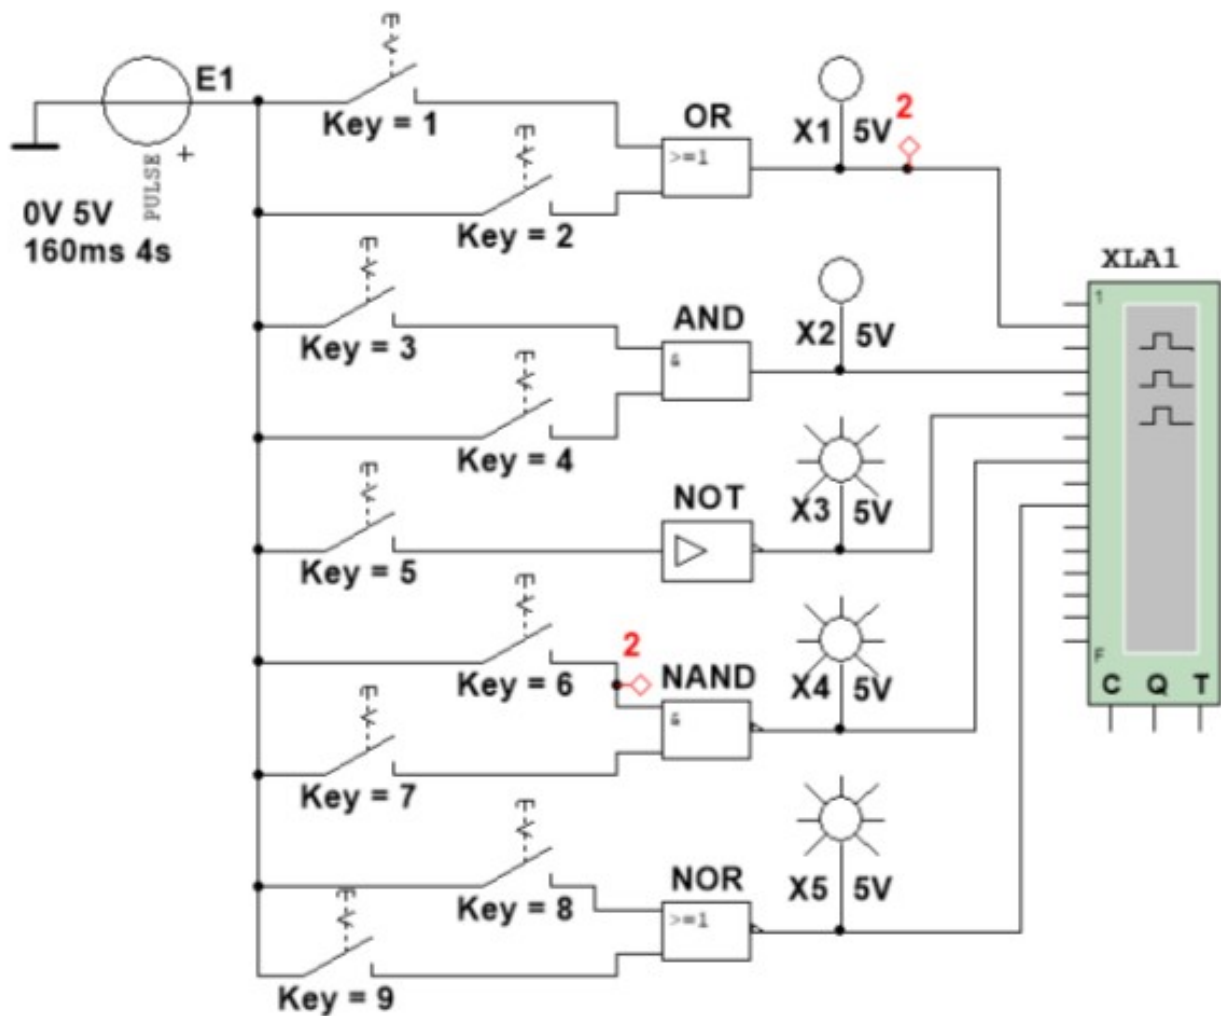 E1
+
PULSE
0V 5V
160ms 4s
Key = 1
Key = 2
OR
>=1
X1 5V
2
Key = 3
Key = 4
AND
&
X2 5V
XLA1
1
F
C Q T
Key = 5
NOT
X3 5V
Key = 6
2
Key = 7
NAND
&
X4 5V
Key = 8
Key = 9
NOR
>=1
X5 5V